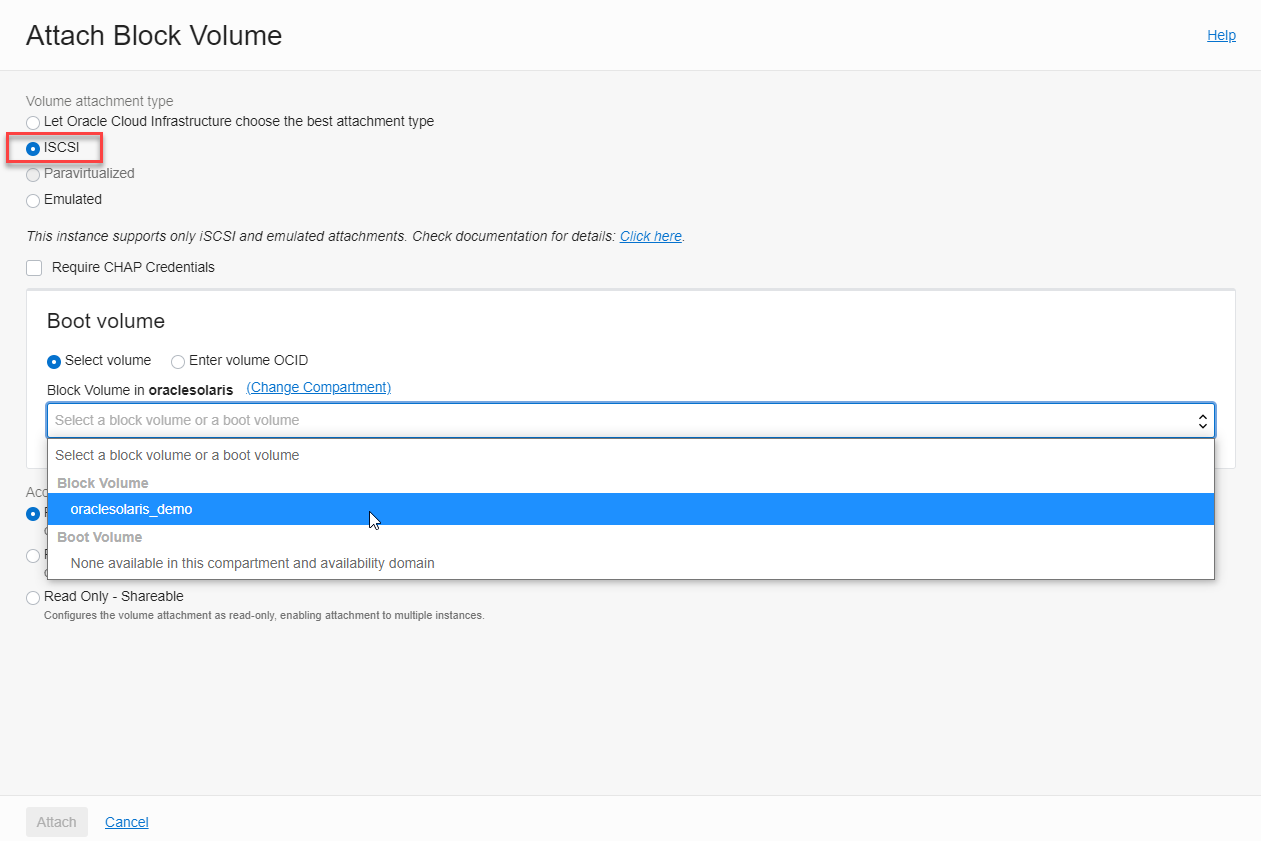 Attach Block Volume
Help
Volume attachment type
Let Oracle Cloud Infrastructure choose the best attachment type
ISCSI
Paravirtualized
Emulated
This instance supports only iSCSI and emulated attachments. Check documentation for details: Click here.
Require CHAP Credentials
Boot volume
Select volume Enter volume OCID
Block Volume in oraclesolaris (Change Compartment)
Select a block volume or a boot volume
Select a block volume or a boot volume
Block Volume
oraclesolaris_demo
Boot Volume
None available in this compartment and availability domain
Read Only - Shareable
Configures the volume attachment as read-only, enabling attachment to multiple instances.
Attach Cancel